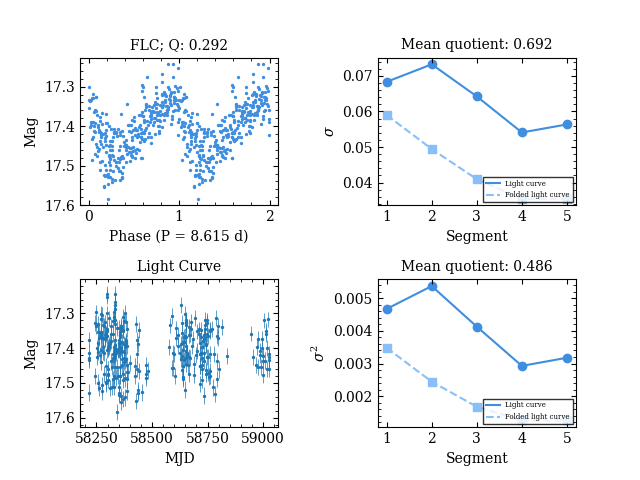 FLC; Q: 0.292
Mag
17.3
17.4
17.5
17.6
0
1
2
Phase (P = 8.615 d)
Mean quotient: 0.692
σ
0.07
0.06
0.05
0.04
Light curve
Folded light curve
1
2
3
4
5
Segment
Light Curve
Mag
17.3
17.4
17.5
17.6
58250
58500
58750
59000
MJD
Mean quotient: 0.486
σ²
0.005
0.004
0.003
0.002
Light curve
Folded light curve
1
2
3
4
5
Segment